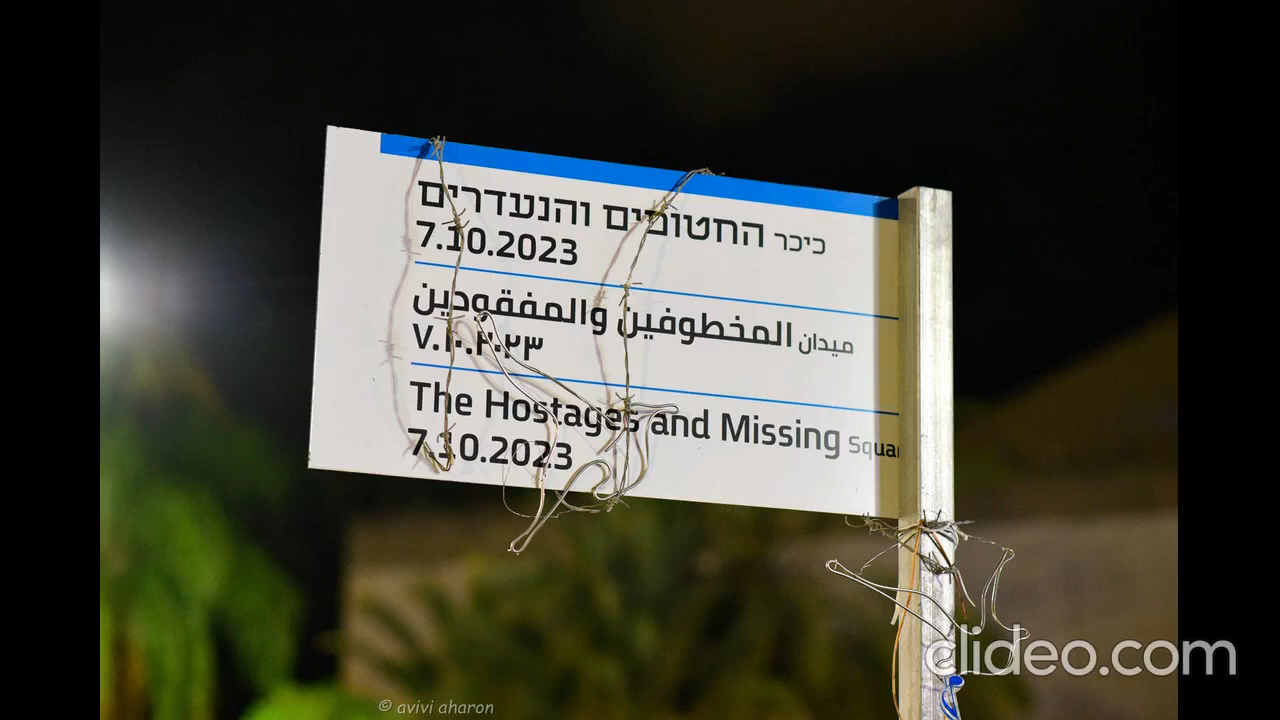 כיכר החטופים והנעדרים
7.10.2023
ميدان المخطوفين والمفقودين
٧.١٠.٢٠٢٣
The Hostages and Missing Squa
7.10.2023
© avivi aharon
clideo.com